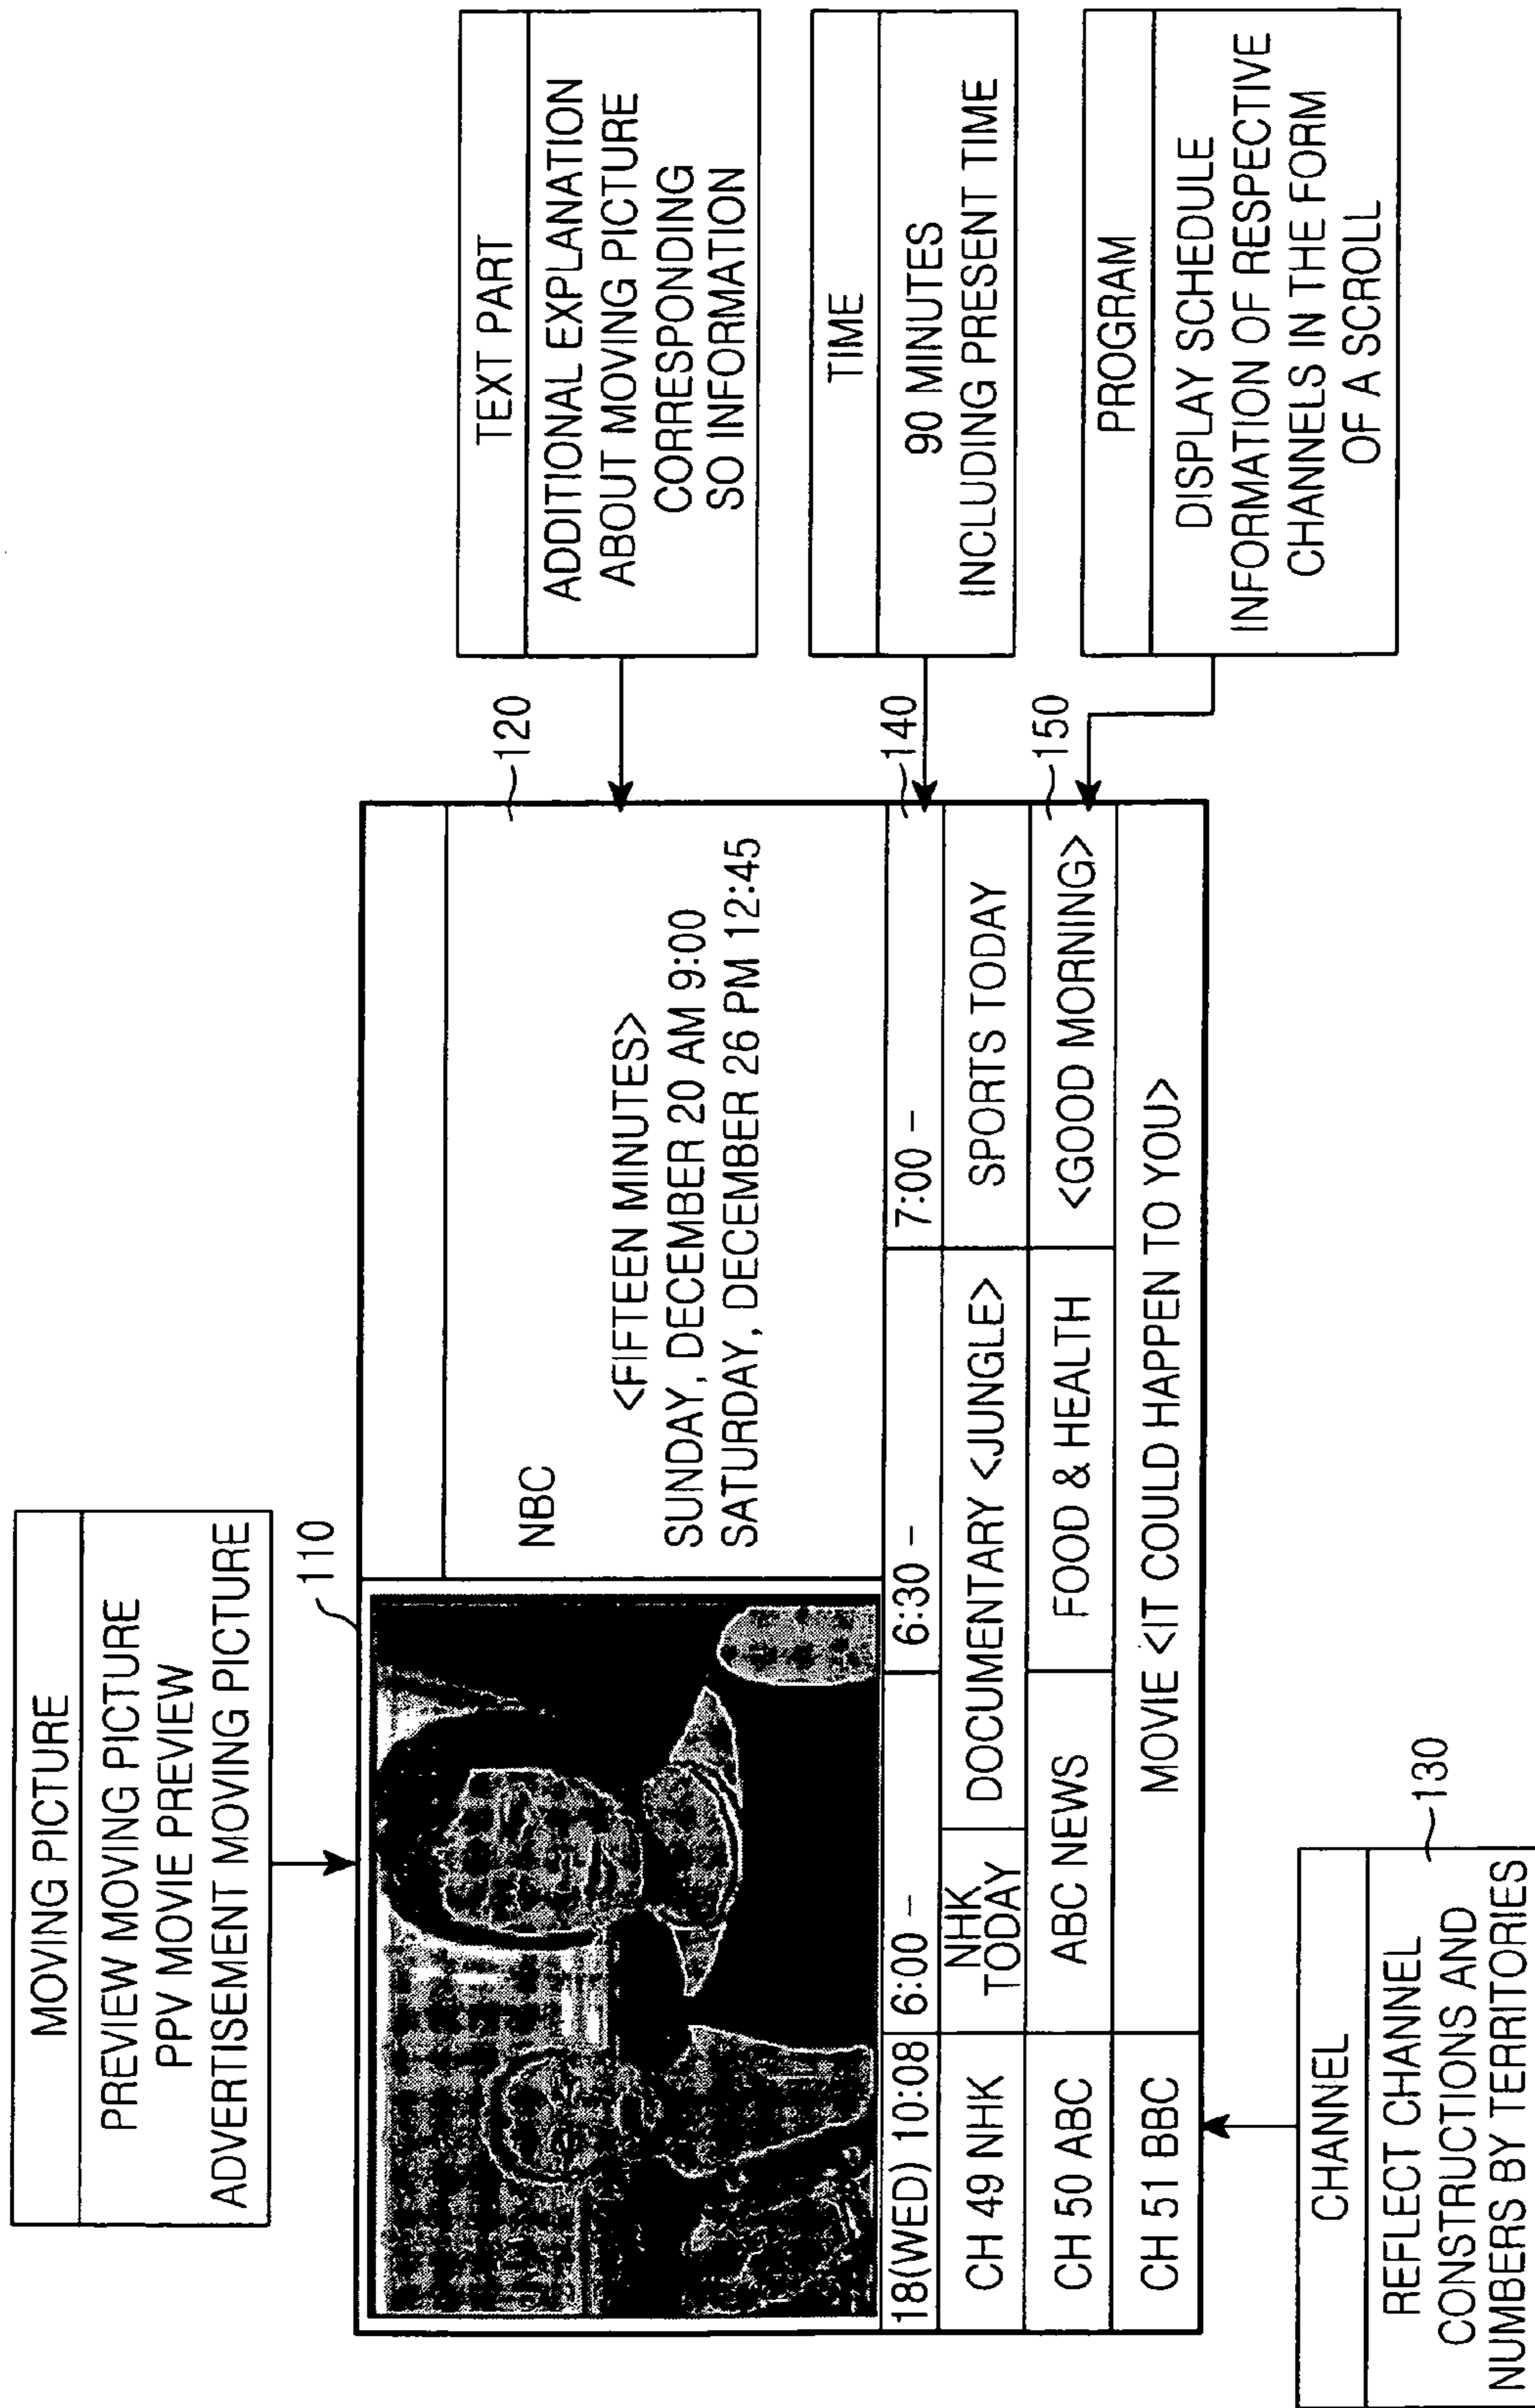 MOVING PICTURE
PREVIEW MOVING PICTURE
PPV MOVIE PREVIEW
ADVERTISEMENT MOVING PICTURE
110
NBC
<FIFTEEN MINUTES>
SUNDAY, DECEMBER 20 AM 9:00
SATURDAY, DECEMBER 26 PM 12:45
120
TEXT PART
ADDITIONAL EXPLANATION
ABOUT MOVING PICTURE
CORRESPONDING
SO INFORMATION
18(WED) 10:08 6:00 – 6:30 – 7:00 –
140
TIME
90 MINUTES
INCLUDING PRESENT TIME
CH 49 NHK
NHK
TODAY
DOCUMENTARY <JUNGLE>
SPORTS TODAY
CH 50 ABC
ABC NEWS
FOOD & HEALTH
<GOOD MORNING>
150
CH 51 BBC
MOVIE <IT COULD HAPPEN TO YOU>
PROGRAM
DISPLAY SCHEDULE
INFORMATION OF RESPECTIVE
CHANNELS IN THE FORM
OF A SCROLL
CHANNEL
REFLECT CHANNEL
CONSTRUCTIONS AND
NUMBERS BY TERRITORIES
130